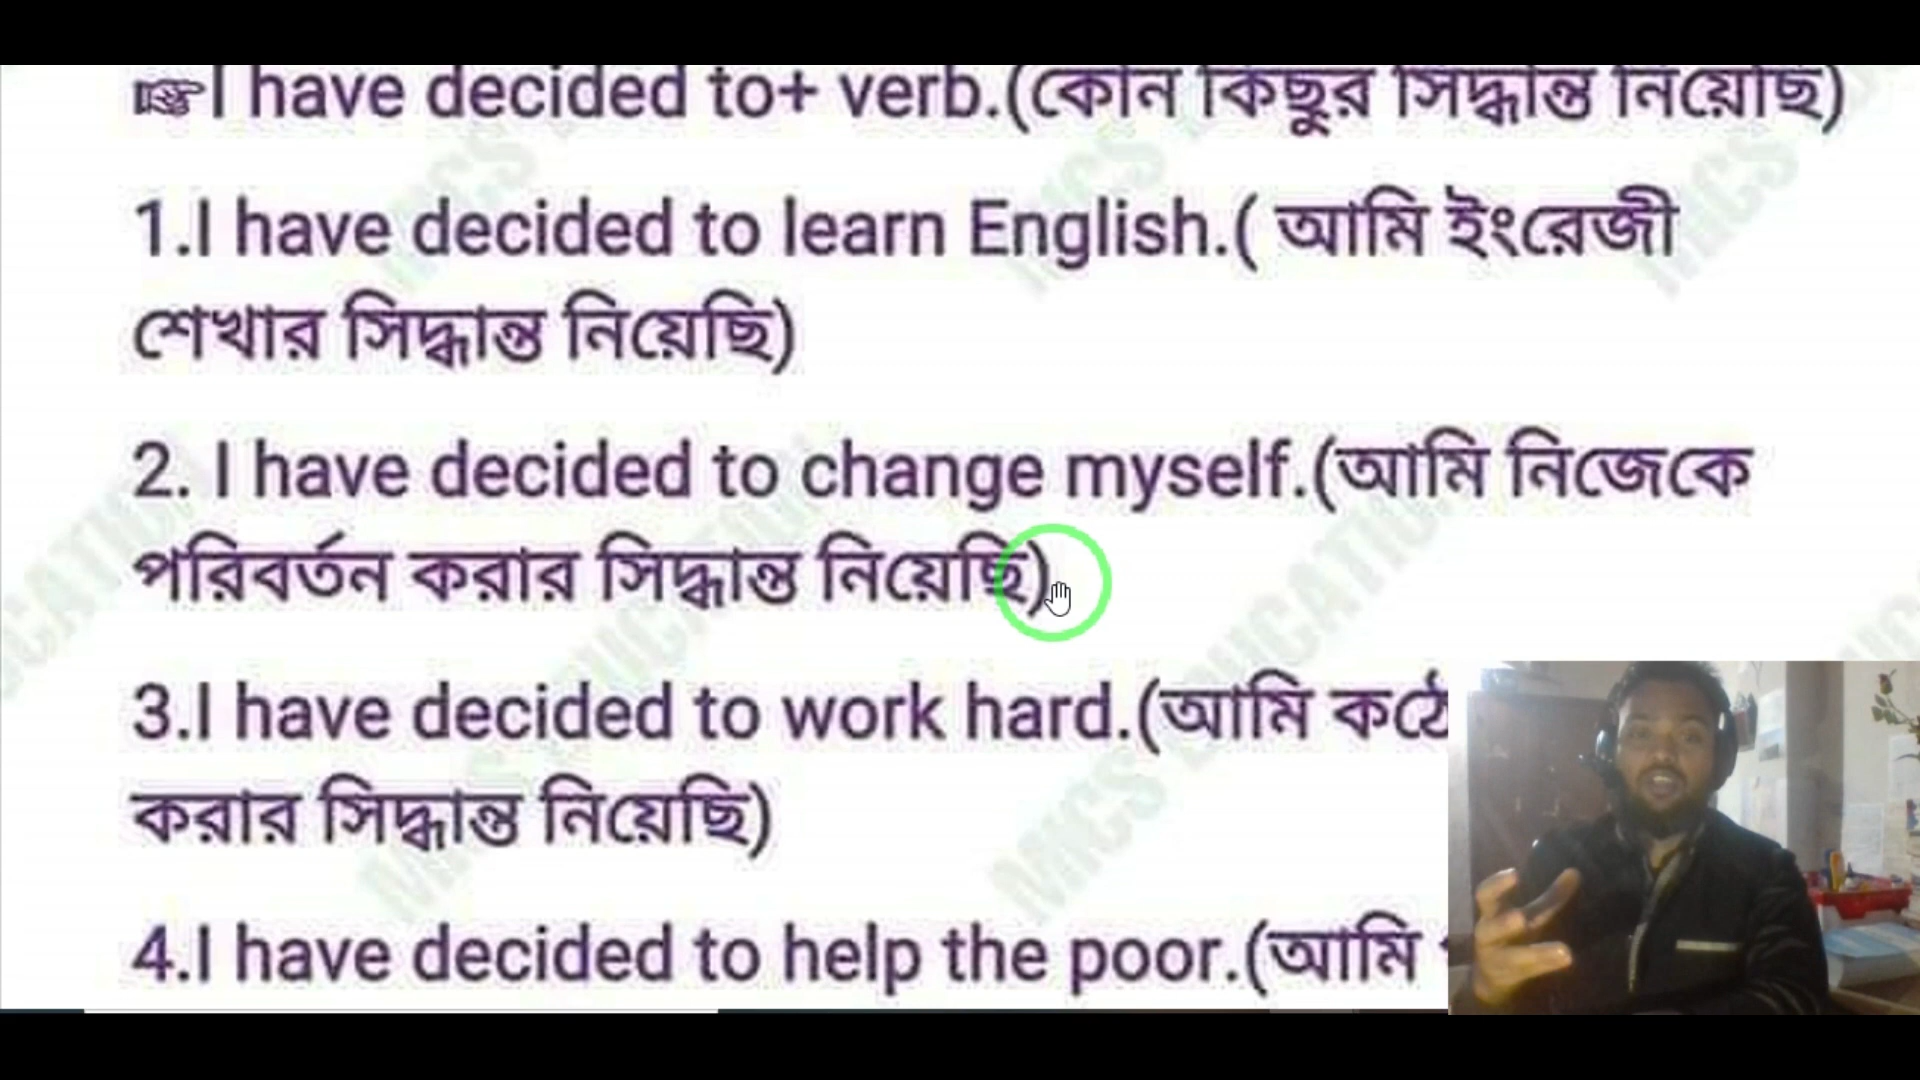 ☞I have decided to+ verb.(কোন কিছুর সিদ্ধান্ত নিয়েছি)
1.I have decided to learn English.( আমি ইংরেজী
শেখার সিদ্ধান্ত নিয়েছি)
2. I have decided to change myself.(আমি নিজেকে
পরিবর্তন করার সিদ্ধান্ত নিয়েছি)
3.I have decided to work hard.(আমি
করার সিদ্ধান্ত নিয়েছি)
4.I have decided to help the poor.(আমি